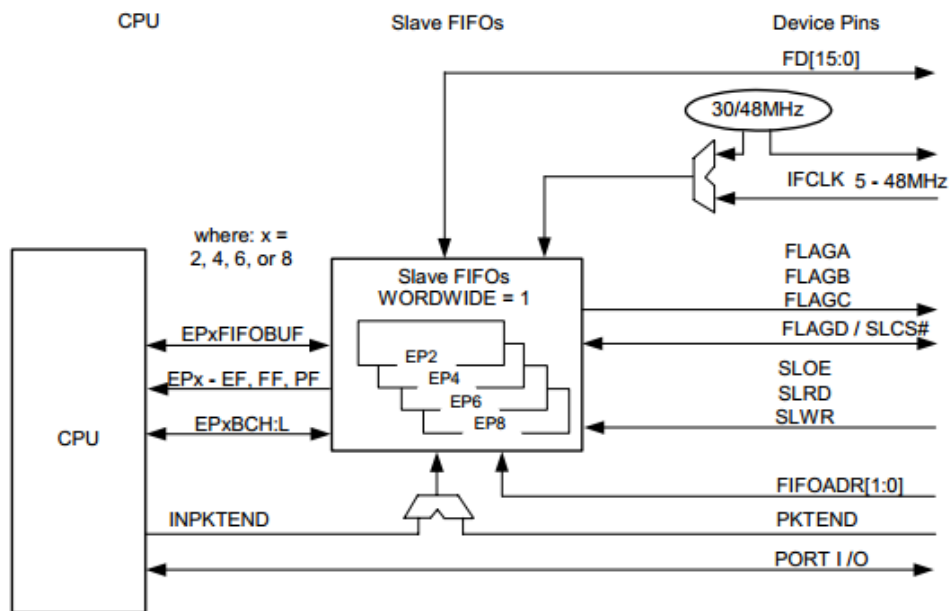 CPU
Slave FIFOs
Device Pins
FD[15:0]
30/48MHz
IFCLK 5 - 48MHz
where: x =
2, 4, 6, or 8
Slave FIFOs
WORDWIDE = 1
FLAGA
FLAGB
FLAGC
FLAGD / SLCS#
EPxFIFOBUF
EP2
EPx - EF, FF, PF
EP4
EP6
EP8
SLOE
SLRD
SLWR
CPU
EPxBCH:L
FIFOADR[1:0]
INPKTEND
PKTEND
PORT I /O